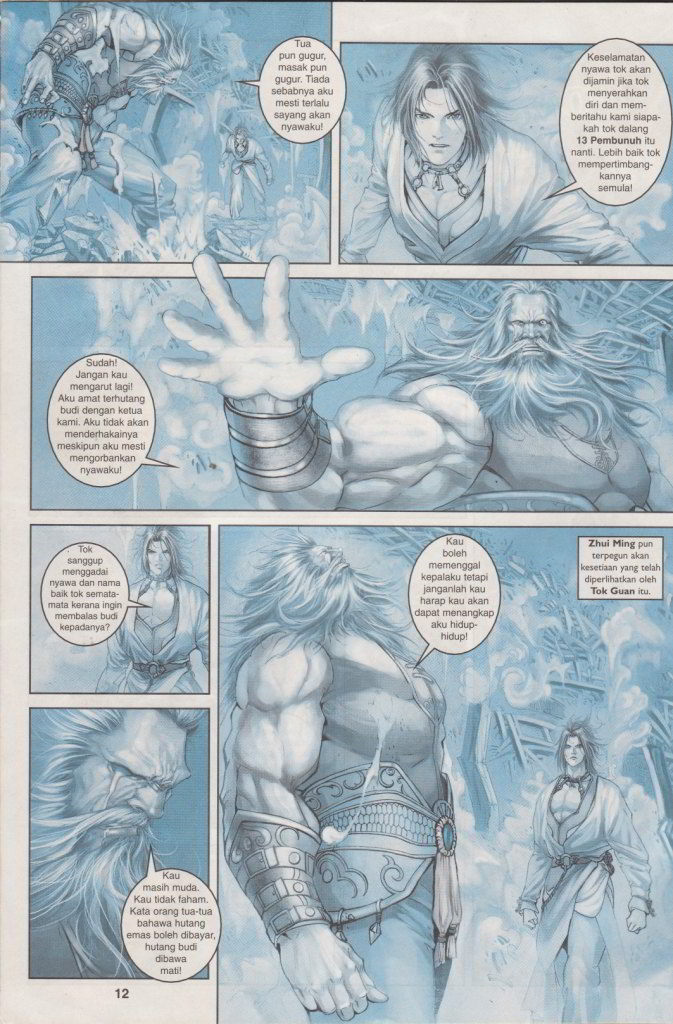 Tua
pun gugur,
masak pun
gugur. Tiada
sebabnya aku
mesti terlalu
sayang akan
nyawaku!
Keselamatan
nyawa tok akan
dijamin jika tok
menyerahkan
diri dan mem-
beritahu kami siapa-
kah tok dalang
13 Pembunuh itu
nanti. Lebih baik tok
mempertimbang-
kannya
semula!
Sudah!
Jangan kau
mengarut lagi!
Aku amat terhutang
budi dengan ketua
kami. Aku tidak akan
menderhakainya
meskipun aku mesti
mengorbankan
nyawaku!
Tok
sanggup
menggadai
nyawa dan nama
baik tok semata-
mata kerana ingin
membalas budi
kepadanya?
Kau
masih muda.
Kau tidak faham.
Kata orang tua-tua
bahawa hutang
emas boleh dibayar,
hutang budi
dibawa
mati!
Kau
boleh
memenggal
kepalaku tetapi
janganlah kau
harap kau akan
dapat menangkap
aku hidup-
hidup!
Zhui Ming pun
terpegun akan
kesetiaan yang telah
diperlihatkan oleh
Tok Guan itu.
12